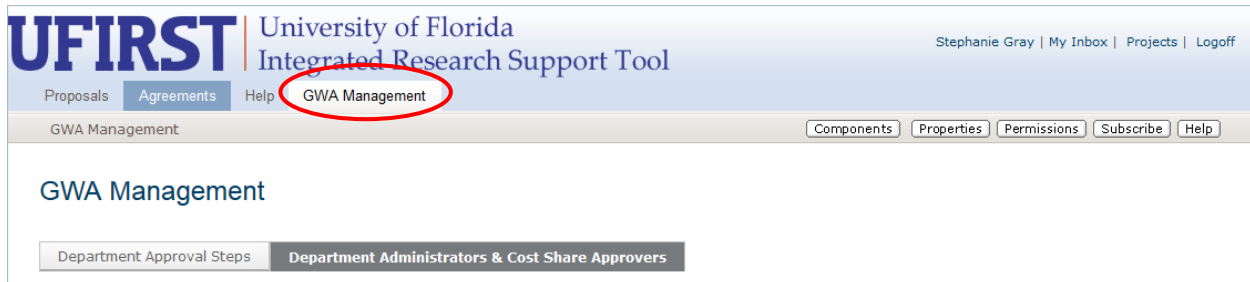 UFIRST University of Florida
Integrated Research Support Tool
Stephanie Gray | My Inbox | Projects | Logoff
Proposals Agreements Help GWA Management
GWA Management Components Properties Permissions Subscribe Help
GWA Management
Department Approval Steps Department Administrators & Cost Share Approvers